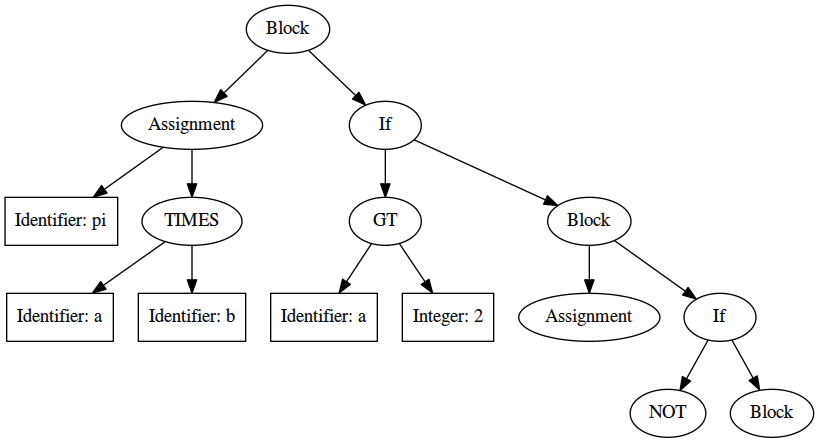 Block
Assignment
If
Identifier: pi
TIMES
GT
Block
Identifier: a
Identifier: b
Identifier: a
Integer: 2
Assignment
If
NOT
Block